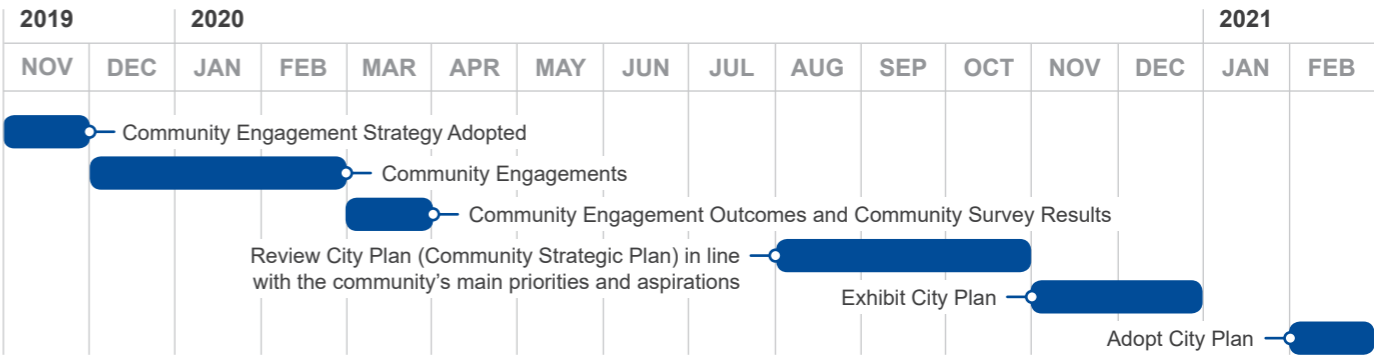 2019 2020 2021
NOV DEC JAN FEB MAR APR MAY JUN JUL AUG SEP OCT NOV DEC JAN FEB
Community Engagement Strategy Adopted
Community Engagements
Community Engagement Outcomes and Community Survey Results
Review City Plan (Community Strategic Plan) in line
with the community’s main priorities and aspirations
Exhibit City Plan
Adopt City Plan